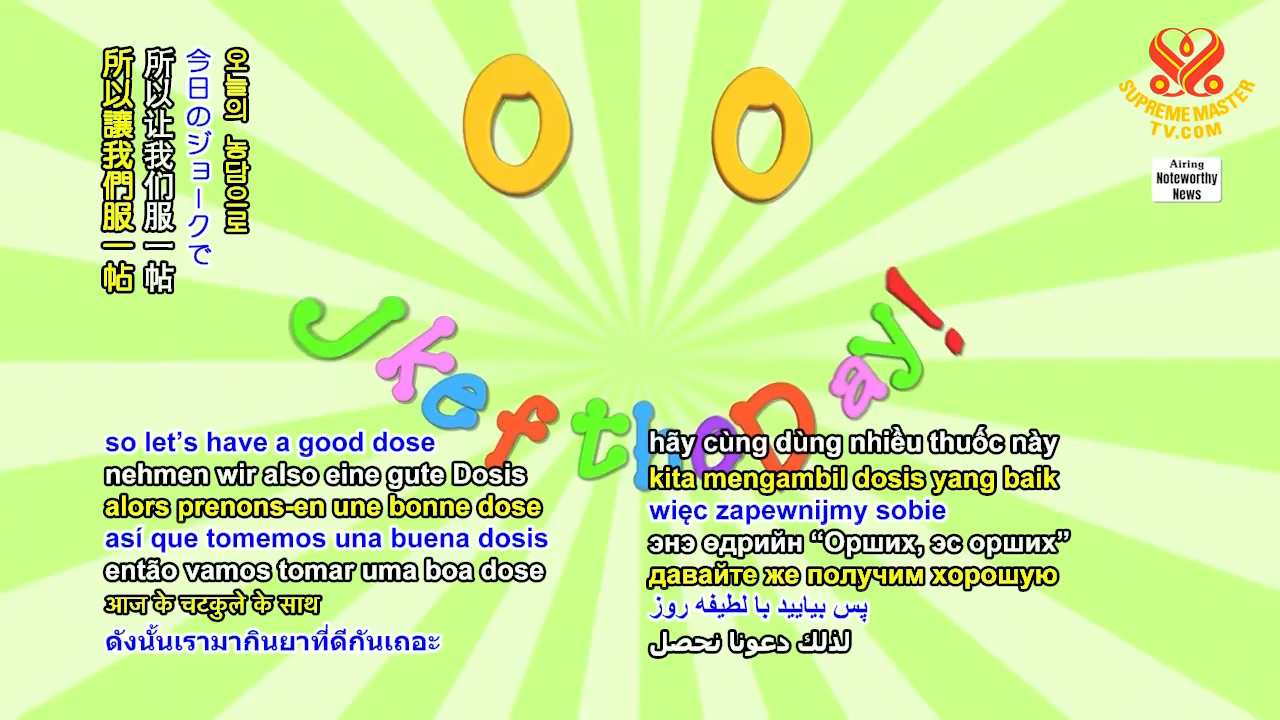 오늘의 농담으로
今日のジョークで
所以让我们服一帖
所以讓我們服一帖
SUPREME MASTER
TV.COM
Airing
Noteworthy
News
O O
J ke f the Day!
so let’s have a good dose
nehmen wir also eine gute Dosis
alors prenons-en une bonne dose
así que tomemos una buena dosis
então vamos tomar uma boa dose
आज के चटकुले के साथ
ดังนั้นเรามากินยาที่ดีกันเถอะ
hãy cùng dùng nhiều thuốc này
kita mengambil dosis yang baik
więc zapewnijmy sobie
энэ өдрийн “Орших, эс орших”
давайте же получим хорошую
پس بیایید با لطیفه روز
لذلك دعونا نحصل